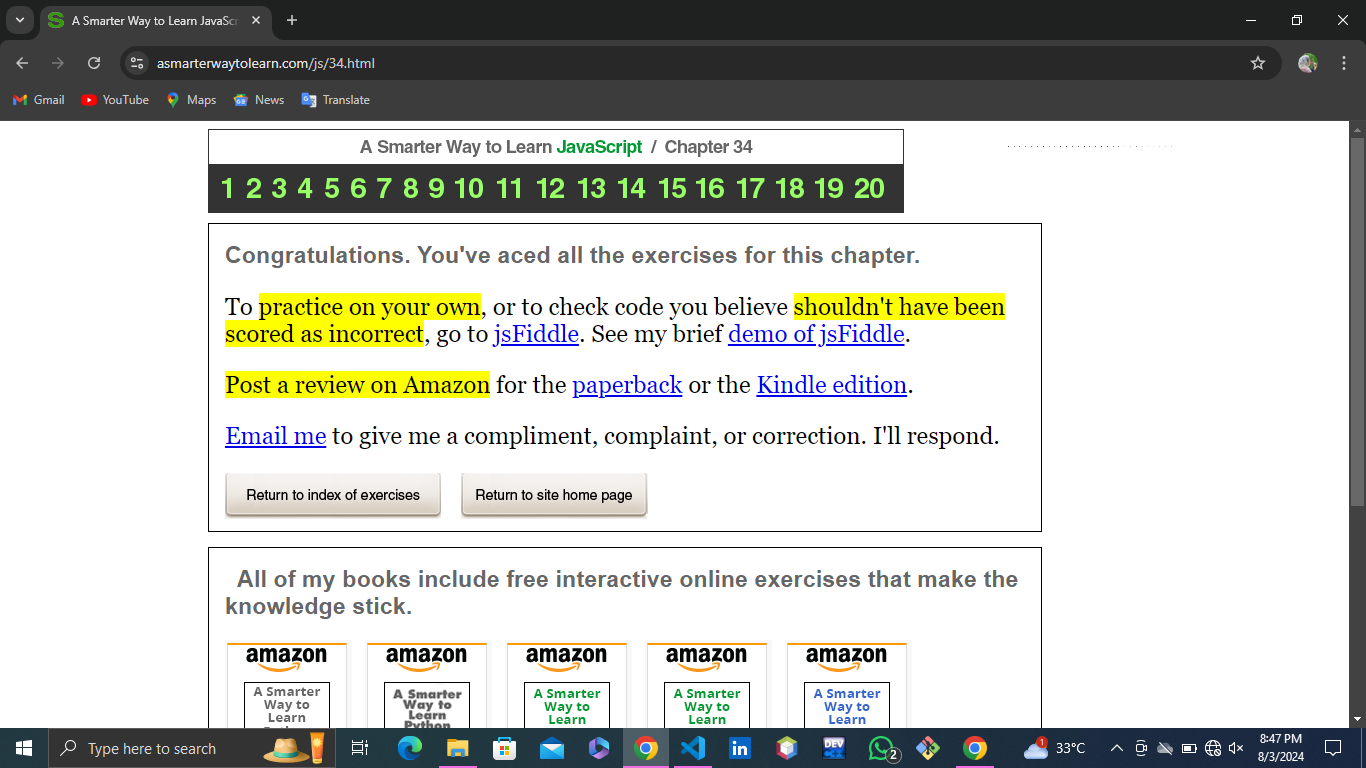 A Smarter Way to Learn JavaScr
asmarterwaytolearn.com/js/34.html
Gmail YouTube Maps News Translate
A Smarter Way to Learn JavaScript / Chapter 34
1 2 3 4 5 6 7 8 9 10 11 12 13 14 15 16 17 18 19 20
Congratulations. You've aced all the exercises for this chapter.
To practice on your own, or to check code you believe shouldn't have been
scored as incorrect, go to jsFiddle. See my brief demo of jsFiddle.
Post a review on Amazon for the paperback or the Kindle edition.
Email me to give me a compliment, complaint, or correction. I'll respond.
Return to index of exercises Return to site home page
All of my books include free interactive online exercises that make the
knowledge stick.
amazon amazon amazon amazon amazon
A Smarter A Smarter A Smarter A Smarter A Smarter
Way to Way to Way to Way to Way to
Learn Learn Learn Learn Learn
Python
Type here to search
DEV
in
2
1
33°C
8:47 PM
8/3/2024